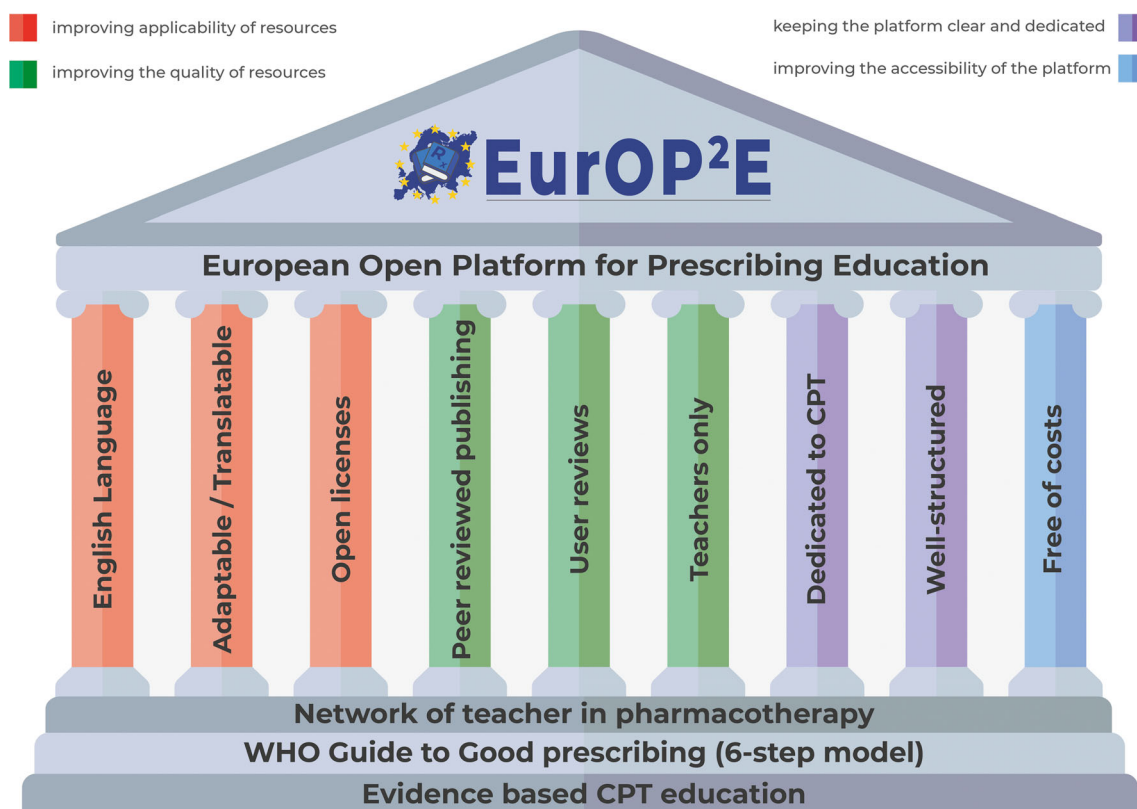 improving applicability of resources
improving the quality of resources
keeping the platform clear and dedicated
improving the accessibility of the platform
Rx
EurOP²E
European Open Platform for Prescribing Education
English Language
Adaptable / Translatable
Open licenses
Peer reviewed publishing
User reviews
Teachers only
Dedicated to CPT
Well-structured
Free of costs
Network of teacher in pharmacotherapy
WHO Guide to Good prescribing (6-step model)
Evidence based CPT education